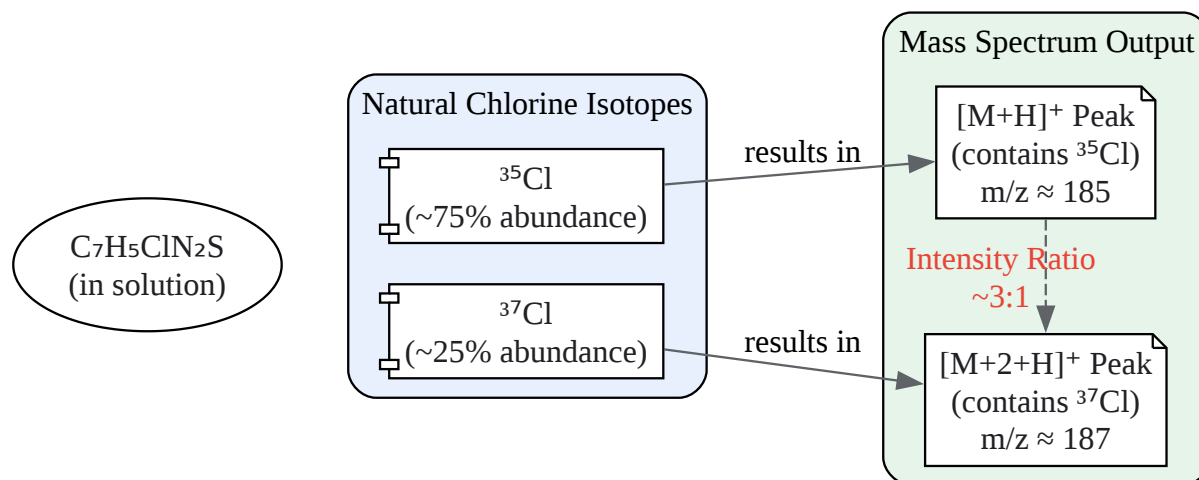 C₇H₅ClN₂S
(in solution)
Natural Chlorine Isotopes
³⁵Cl
(~75% abundance)
³⁷Cl
(~25% abundance)
results in
results in
Mass Spectrum Output
[M+H]⁺ Peak
(contains ³⁵Cl)
m/z ≈ 185
Intensity Ratio
~3:1
[M+2+H]⁺ Peak
(contains ³⁷Cl)
m/z ≈ 187